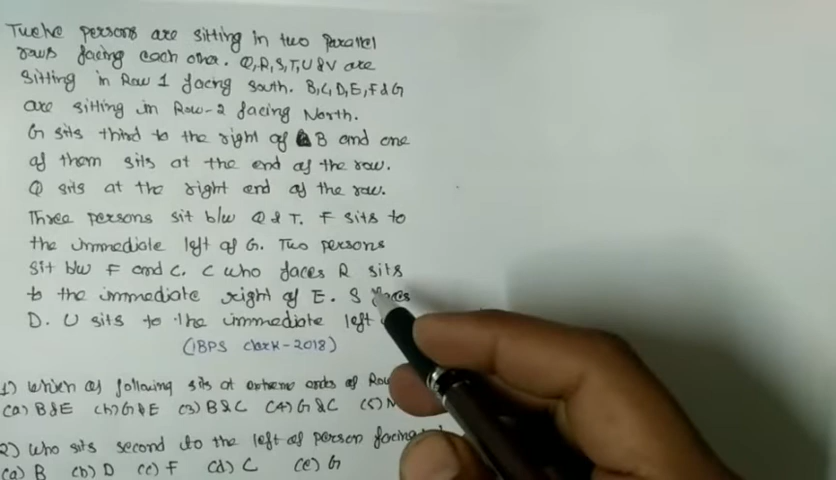 Twelve persons are sitting in two parallel
rows facing each other. Q,R,S,T,U &V are
sitting in Row 1 facing South. B,C,D,E,F & G
are sitting in Row-2 facing North.
G sits third to the right of B and one
of them sits at the end of the row.
Q sits at the right end of the row.
Three persons sit b/w Q & T. F sits to
the immediate left of G. Two persons
sit b/w F and C. C who faces R sits
to the immediate right of E. S faces
D. U sits to the immediate left
(IBPS clerk-2018)
1) which of following sits at extreme ends of Row
(a) B&E (b) G&E (3) B&C (4) G&C (5) N
2) who sits second to the left of person facing
(a) B (b) D (c) F (d) C (e) G